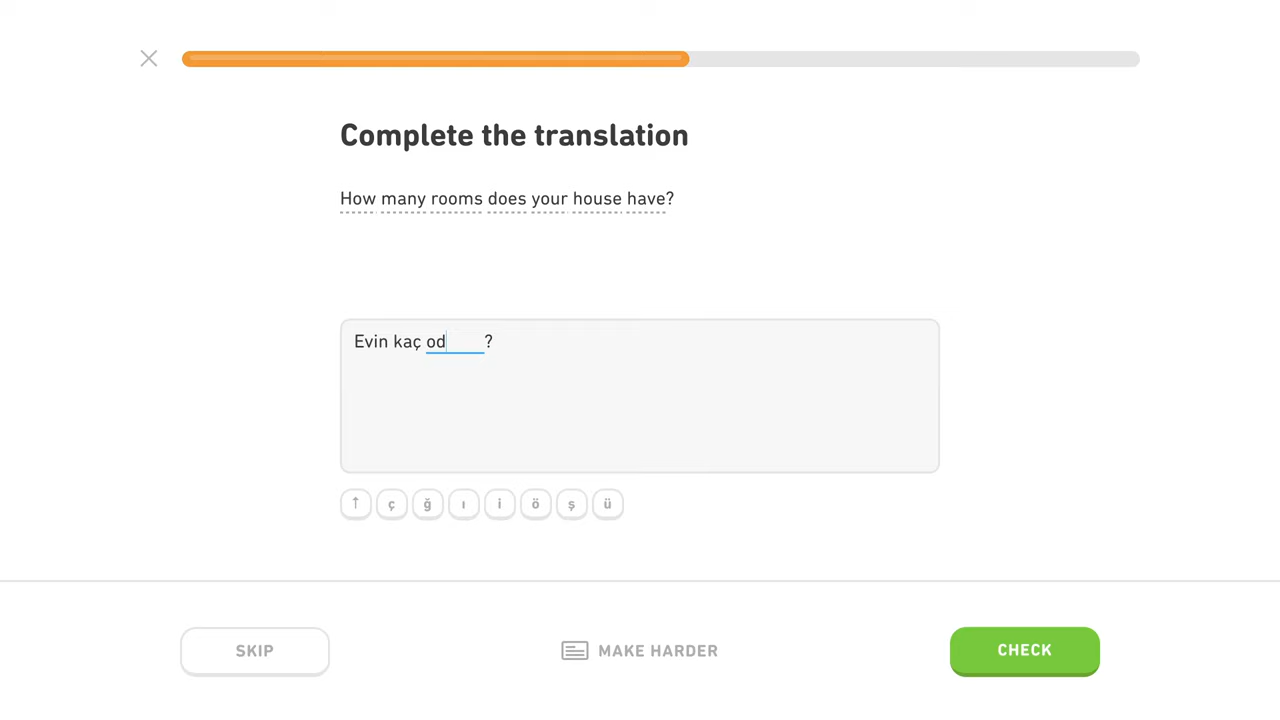 Complete the translation
How many rooms does your house have?
Evin kaç od ?
↑ ç ğ ı i ö ş ü
SKIP
MAKE HARDER
CHECK